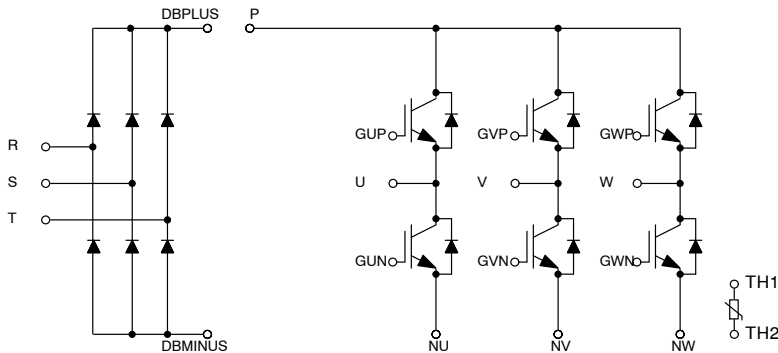 DBPLUS P
GUP GVP GWP
R
S U V W
T
GUN GVN GWN
TH1
TH2
DBMINUS NU NV NW